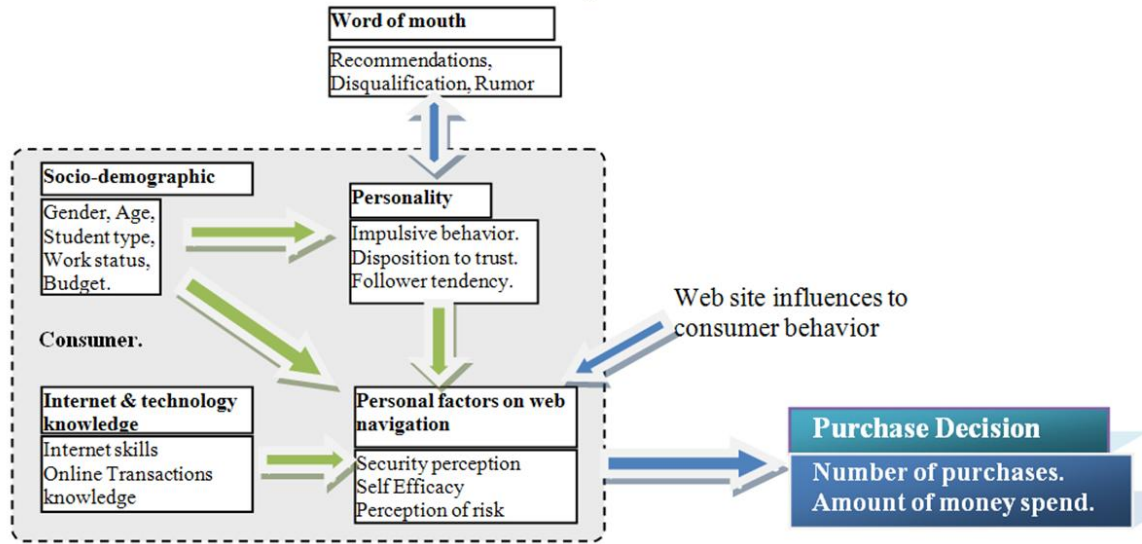 Word of mouth
Recommendations,
Disqualification, Rumor
Socio-demographic
Gender, Age,
Student type,
Work status,
Budget.
Personality
Impulsive behavior.
Disposition to trust.
Follower tendency.
Web site influences to
consumer behavior
Consumer.
Internet & technology
knowledge
Internet skills
Online Transactions
knowledge
Personal factors on web
navigation
Security perception
Self Efficacy
Perception of risk
Purchase Decision
Number of purchases.
Amount of money spend.